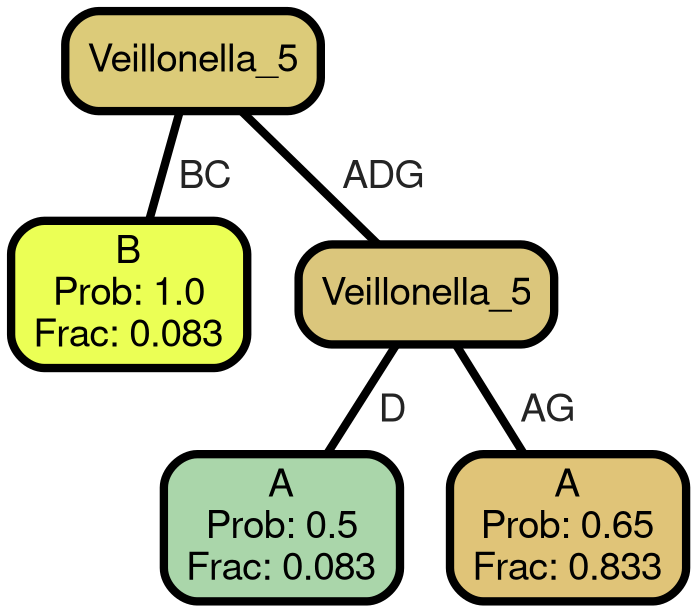 Veillonella_5
BC
ADG
B
Prob: 1.0
Frac: 0.083
Veillonella_5
D
AG
A
Prob: 0.5
Frac: 0.083
A
Prob: 0.65
Frac: 0.833